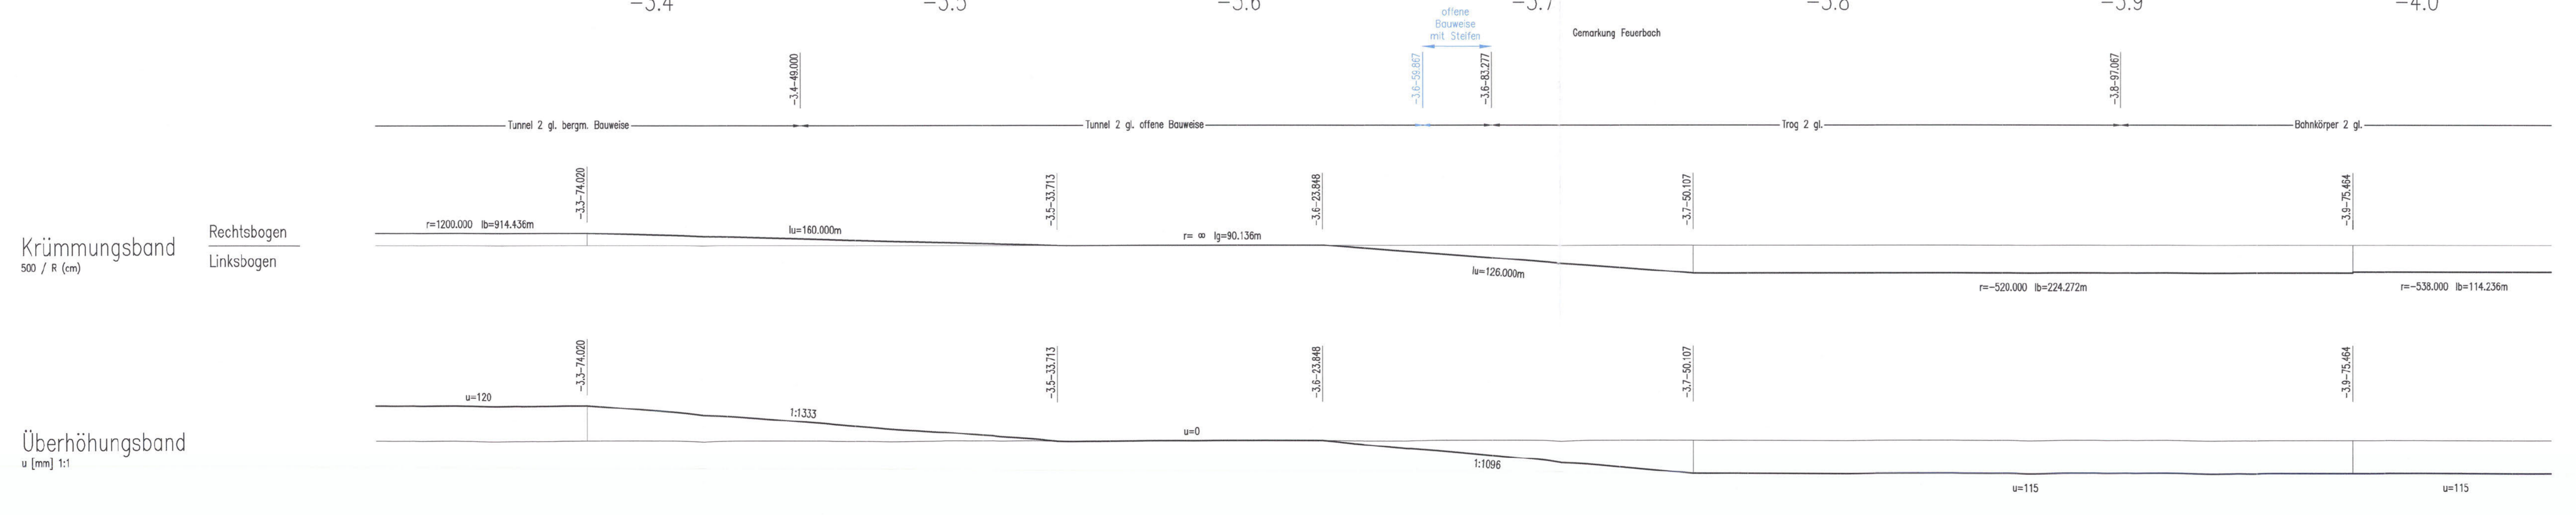 -3.4 -3.5 -3.6 -3.7 -3.8 -3.9 -4.0
offene
Bauweise
mit Steifen
Gemarkung Feuerbach
-3.4-49.000 -3.6-59.867 -3.6-83.277 -3.8-97.067
Tunnel 2 gl. bergm. Bauweise Tunnel 2 gl. offene Bauweise Trog 2 gl. Bahnkörper 2 gl.
-3.3-74.020 -3.5-33.713 -3.6-23.848 -3.7-50.107 -3.9-75.464
Krümmungsband
500 / R (cm)
Rechtsbogen
Linksbogen
r=1200.000 lb=914.436m lu=160.000m r= ∞ lg=90.136m lu=126.000m r=-520.000 lb=224.272m r=-538.000 lb=114.236m
-3.3-74.020 -3.5-33.713 -3.6-23.848 -3.7-50.107 -3.9-75.464
Überhöhungsband
u [mm] 1:1
u=120 1:1333 u=0 1:1096 u=115 u=115